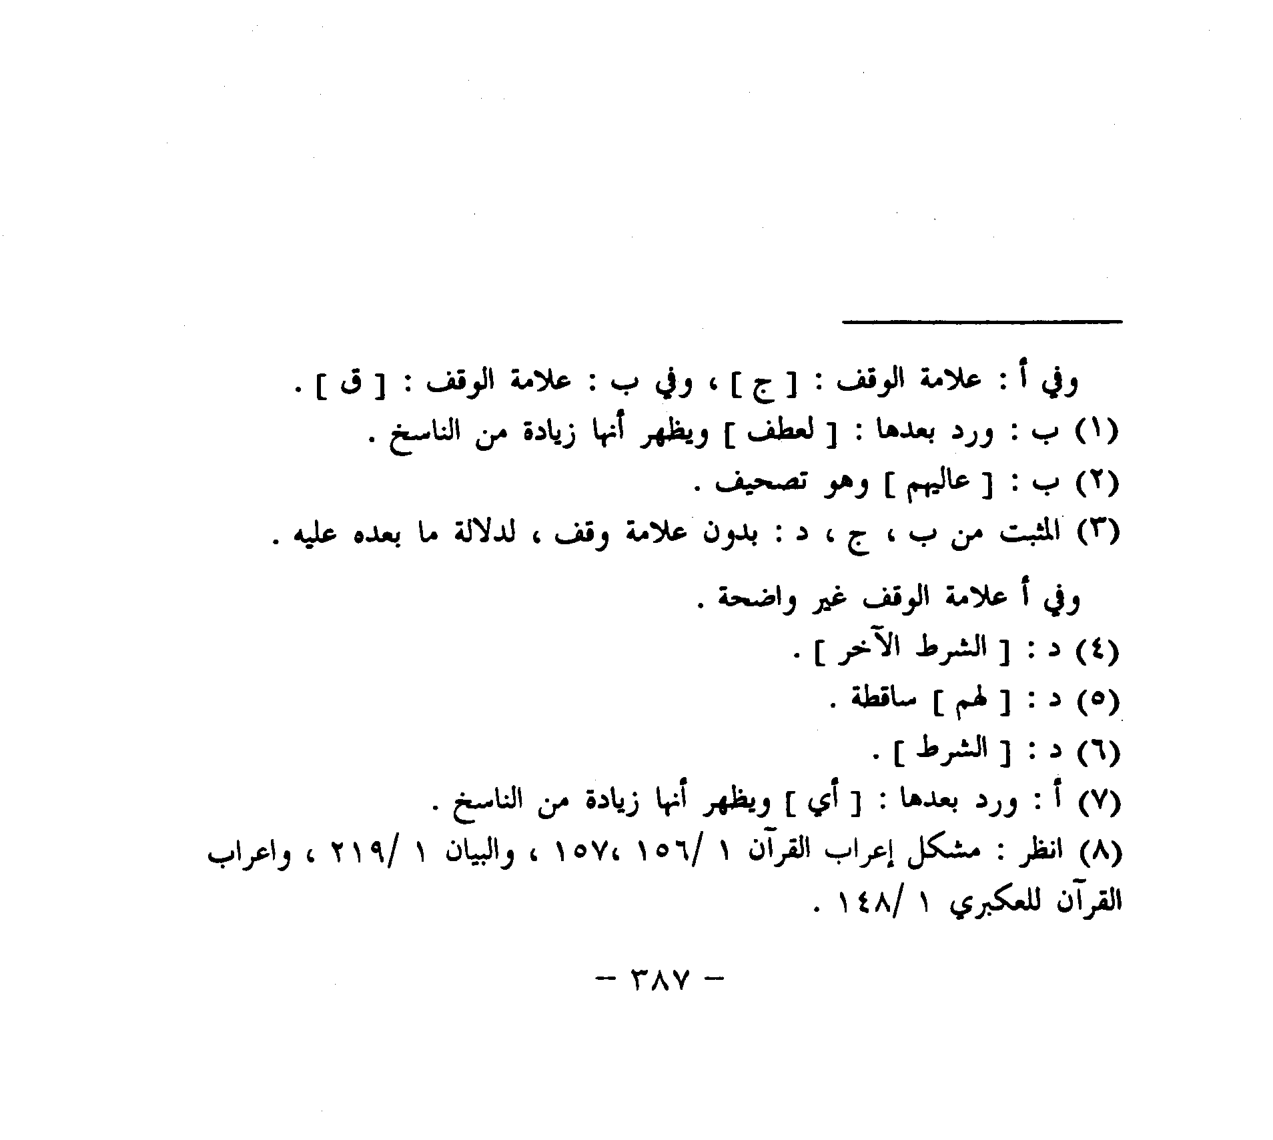 وفي أ : علامة الوقف : [ ج ] ، وفي ب : علامة الوقف : [ ق ] .
(١) ب : ورد بعدها : [ لعطف ] ويظهر أنها زيادة من الناسخ .
(٢) ب : [ عاليهم ] وهو تصحيف .
(٣) المثبت من ب ، ج ، د : بدون علامة وقف ، لدلالة ما بعده عليه .
وفي أ علامة الوقف غير واضحة .
(٤) د : [ الشرط الآخر ] .
(٥) د : [ لهم ] ساقطة .
(٦) د : [ الشرط ] .
(٧) أ : ورد بعدها : [ أي ] ويظهر أنها زيادة من الناسخ .
(٨) انظر : مشكل إعراب القرآن ١ /١٥٦ ،١٥٧ ، والبيان ١ /٢١٩ ، واعراب
القرآن للعكبري ١ /١٤٨ .
– ٣٨٧ –